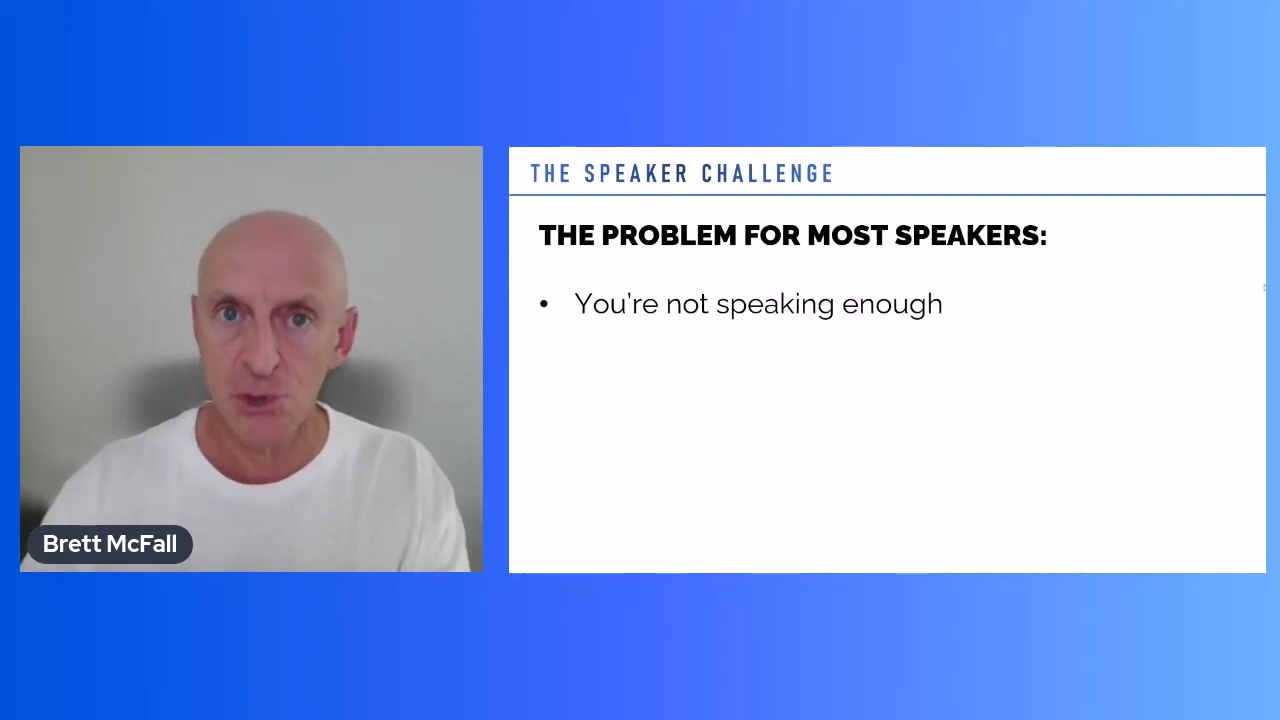 THE SPEAKER CHALLENGE
THE PROBLEM FOR MOST SPEAKERS:
• You’re not speaking enough
Brett McFall